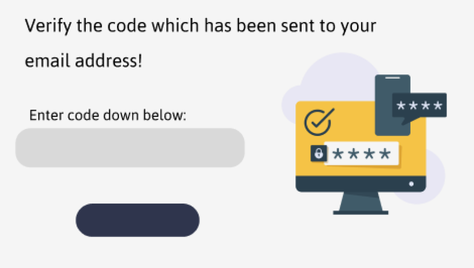 Verify the code which has been sent to your
email address!
Enter code down below:
****
****